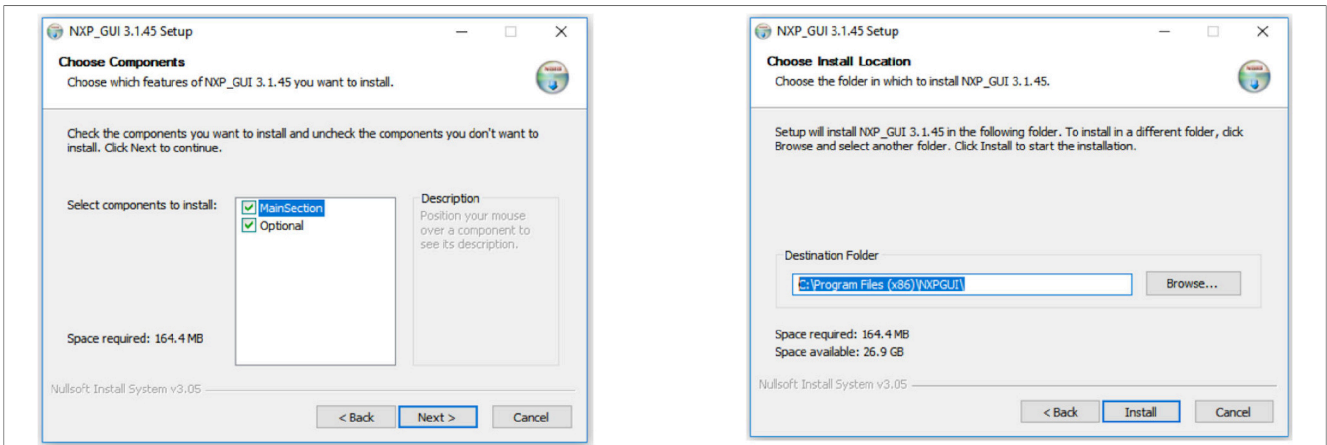 NXP_GUI 3.1.45 Setup
Choose Components
Choose which features of NXP_GUI 3.1.45 you want to install.
Check the components you want to install and uncheck the components you don't want to
install. Click Next to continue.
Select components to install:
MainSection
Optional
Description
Position your mouse
over a component to
see its description.
Space required: 164.4 MB
Nullsoft Install System v3.05
< Back
Next >
Cancel
NXP_GUI 3.1.45 Setup
Choose Install Location
Choose the folder in which to install NXP_GUI 3.1.45.
Setup will install NXP_GUI 3.1.45 in the following folder. To install in a different folder, click
Browse and select another folder. Click Install to start the installation.
Destination Folder
C:\Program Files (x86)\NXPGUI\
Browse...
Space required: 164.4 MB
Space available: 26.9 GB
Nullsoft Install System v3.05
< Back
Install
Cancel